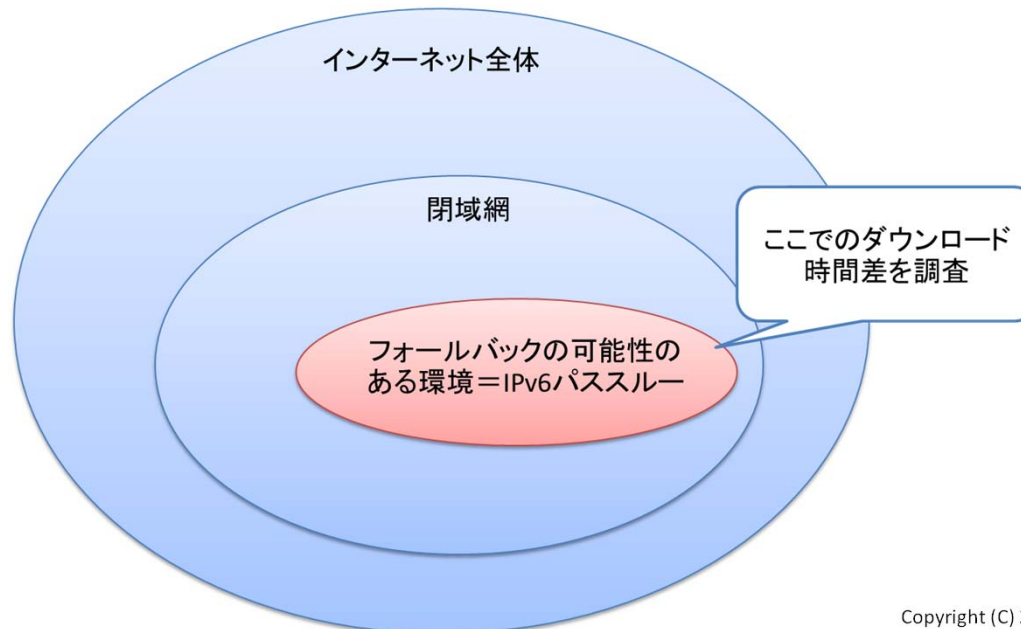 インターネット全体
閉域網
ここでのダウンロード
時間差を調査
フォールバックの可能性の
ある環境＝IPv6パススルー
Copyright (C)